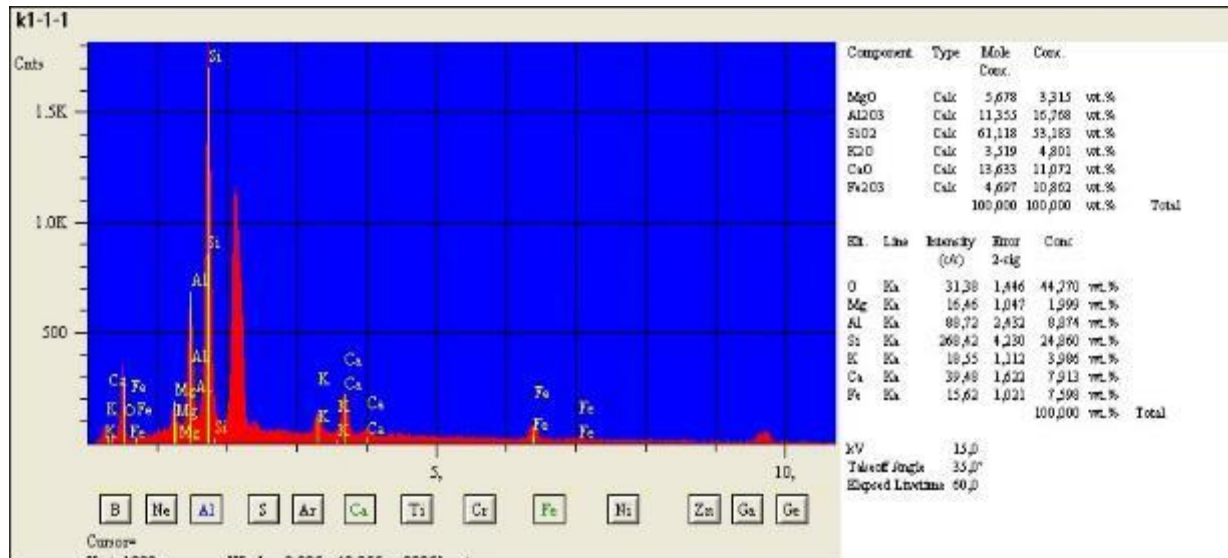 k1-1-1
Cnts
1.5K
1.0K
500
Si
Si
Al
Al
Al
Si
Ca
Fe
K
O
Fe
K
Fe
Mg
Mg
Mg
K
K
Ca
Ca
K
K
Ca
Ca
Fe
Fe
Fe
Fe
5,
10,
B Ne Al S Ar Ca Ti Cr Fe Ni Zn Ga Ge
Cursor=
Component Type Mole Conc.
Conc.
MgO Calc 5,678 3,315 wt.%
Al2O3 Calc 11,355 16,768 wt.%
SiO2 Calc 61,118 53,183 wt.%
K2O Calc 3,519 4,801 wt.%
CaO Calc 13,633 11,072 wt.%
Fe2O3 Calc 4,697 10,862 wt.%
100,000 100,000 wt.% Total
Elt. Line Intensity Error Conc
(c/s) 2-sig
O Ka 31,38 1,446 44,770 wt.%
Mg Ka 16,46 1,047 1,999 wt.%
Al Ka 88,72 2,432 8,874 wt.%
Si Ka 268,42 4,230 24,860 wt.%
K Ka 18,55 1,112 3,986 wt.%
Ca Ka 39,48 1,622 7,913 wt.%
Fe Ka 15,62 1,021 7,598 wt.%
100,000 wt.% Total
kV 15,0
Takeoff Angle 35,0°
Elapsed Livetime 60,0